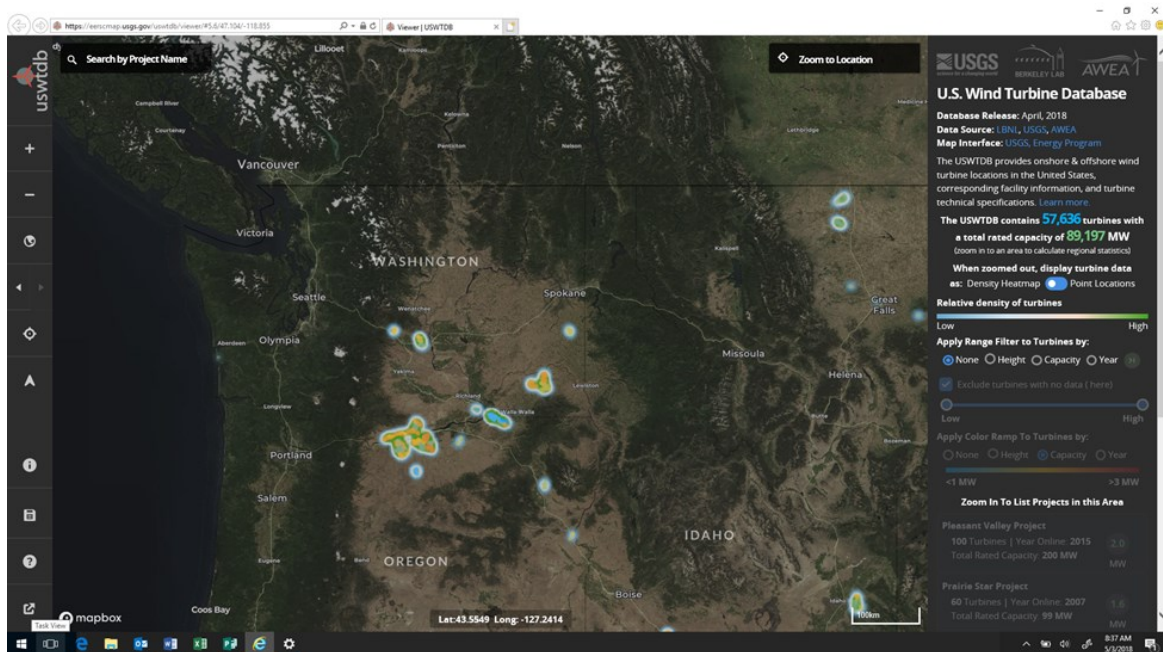 https://eerscmap.usgs.gov/uswtdb/viewer/#5.6/47.104/-118.855
Viewer | USWTDB
uswtdb
Search by Project Name
Zoom to Location
Lillooet
Kamloops
Campbell River
Courtenay
Kelowna
Penticton
Nelson
Lethbridge
Vancouver
Victoria
WASHINGTON
Kalispell
Seattle
Spokane
Great
Falls
Wenatchee
Aberdeen
Olympia
Missoula
Yakima
Helena
Lewiston
Richland
Walla Walla
Longview
Butte
Bozeman
Portland
Salem
IDAHO
OREGON
Eugene
Bend
Boise
Idaho
Coos Bay
mapbox
Lat:43.5549 Long: -127.2414
100km
USGS
science for a changing world
BERKELEY LAB
AWEA
U.S. Wind Turbine Database
Database Release: April, 2018
Data Source: LBNL, USGS, AWEA
Map Interface: USGS, Energy Program
The USWTDB provides onshore & offshore wind
turbine locations in the United States,
corresponding facility information, and turbine
technical specifications. Learn more.
The USWTDB contains 57,636 turbines with
a total rated capacity of 89,197 MW
(zoom in to an area to calculate regional statistics)
When zoomed out, display turbine data
as: Density Heatmap Point Locations
Relative density of turbines
Low High
Apply Range Filter to Turbines by:
None Height Capacity Year
Exclude turbines with no data ( here)
Low High
Apply Color Ramp To Turbines by:
None Height Capacity Year
<1 MW >3 MW
Zoom In To List Projects in this Area
Pleasant Valley Project
100 Turbines | Year Online: 2015
Total Rated Capacity: 200 MW
2.0
MW
Prairie Star Project
60 Turbines | Year Online: 2007
Total Rated Capacity: 99 MW
1.6
MW
Task View
8:37 AM
5/3/2018